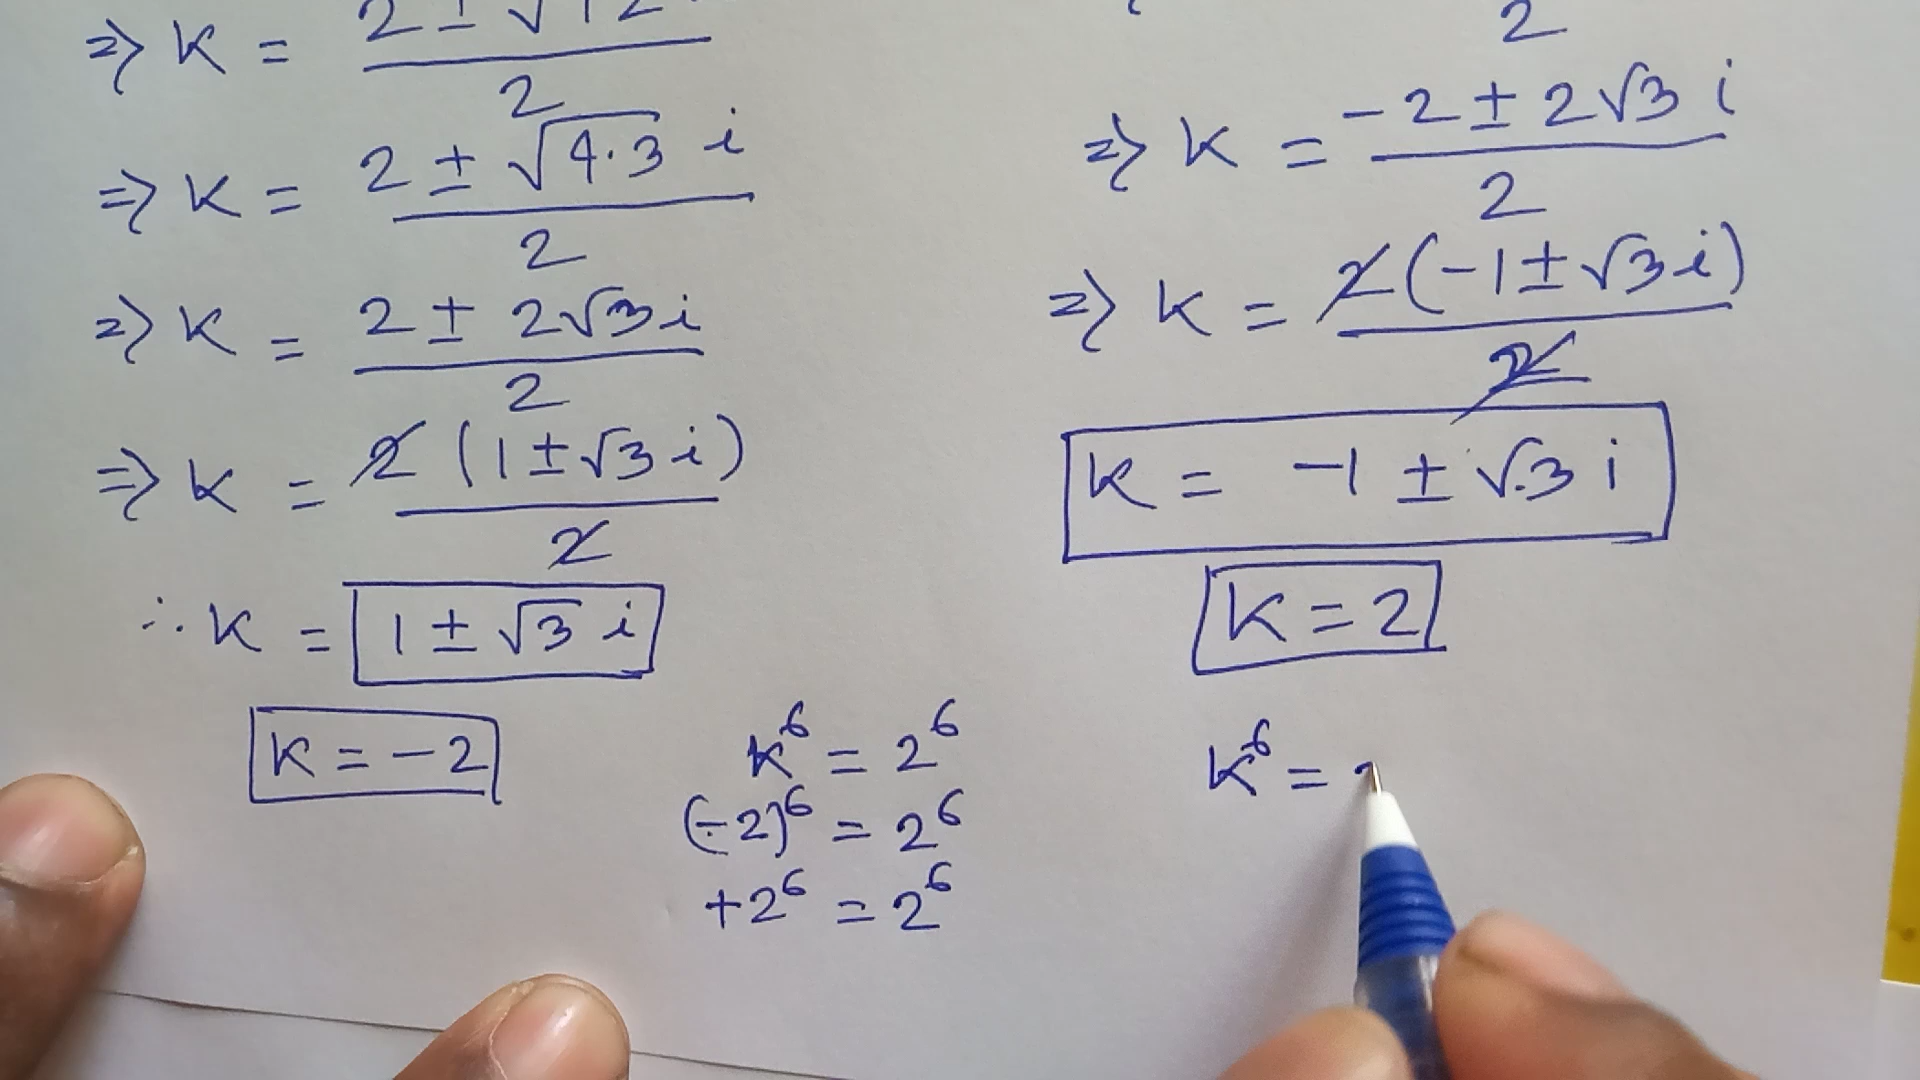 ⇒ K = (2 ± √12) / 2
⇒ K = (2 ± √(4·3) i) / 2
⇒ K = (2 ± 2√3 i) / 2
⇒ K = 2(1 ± √3 i) / 2
∴ K = 1 ± √3 i
K = -2
K⁶ = 2⁶
(-2)⁶ = 2⁶
+2⁶ = 2⁶
2
⇒ K = (-2 ± 2√3 i) / 2
⇒ K = 2(-1 ± √3 i) / 2
K = -1 ± √3 i
K = 2
K⁶ =